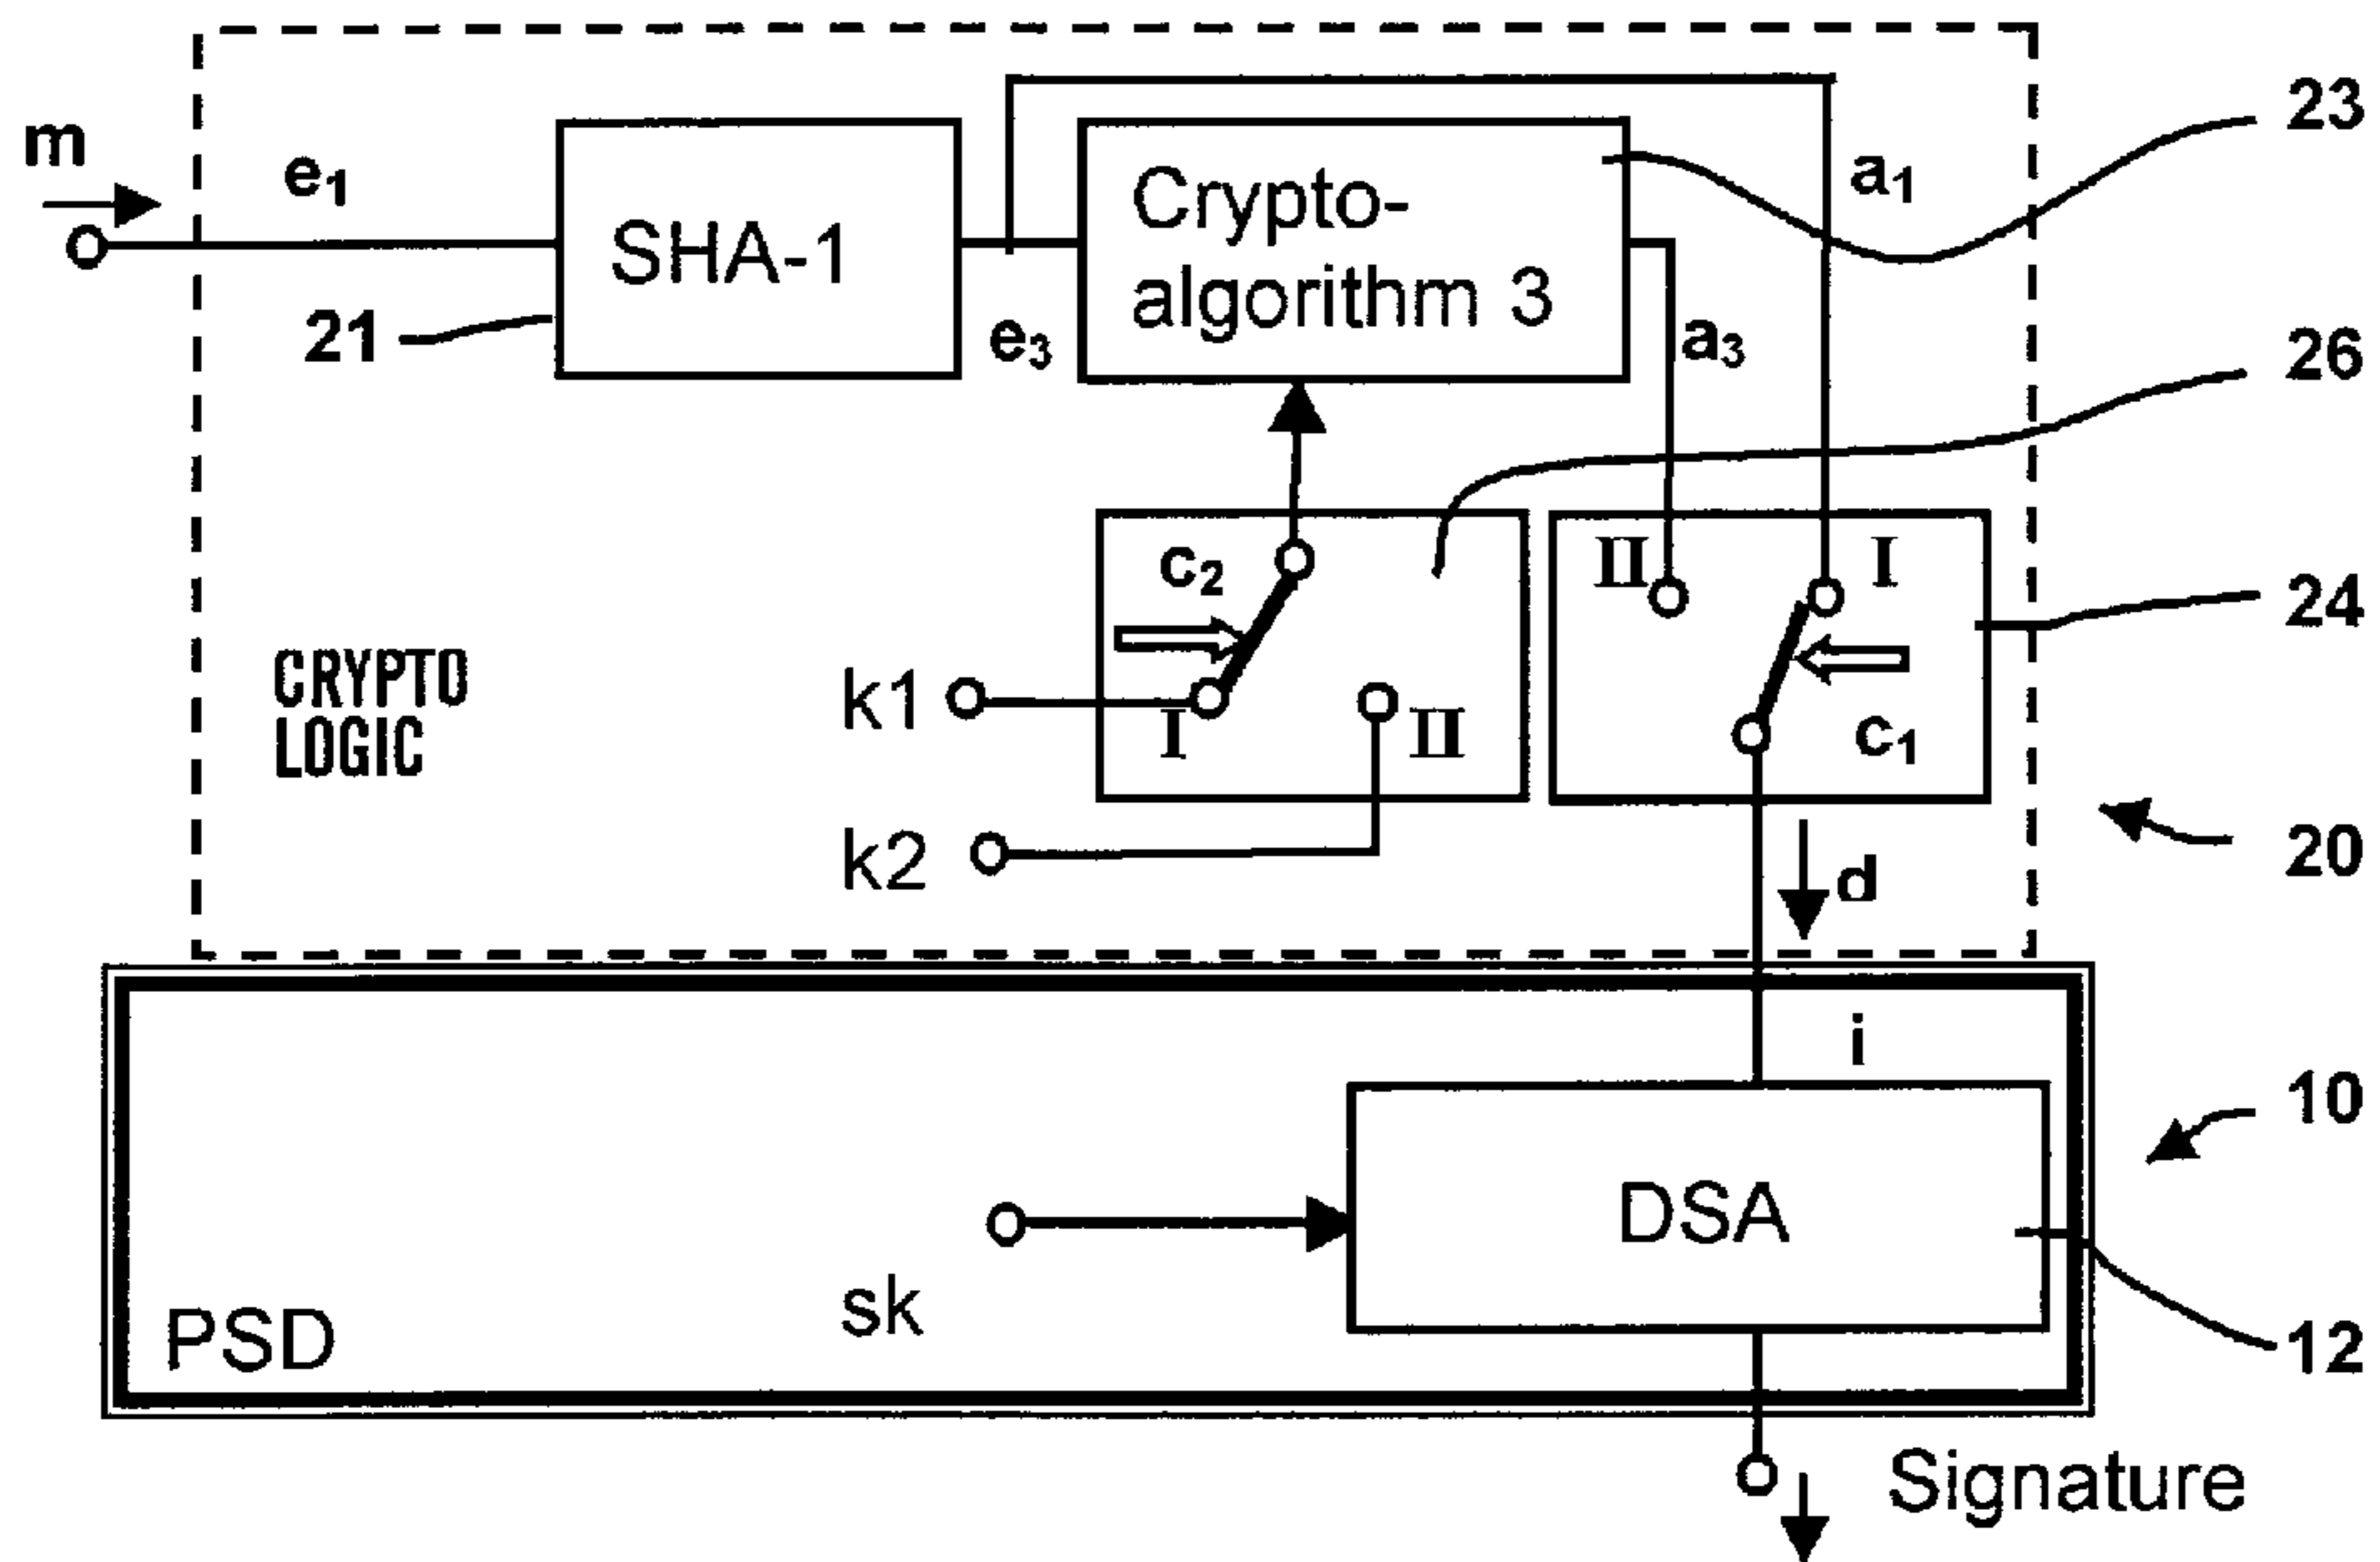 23
m
e1
a1
SHA-1
Crypto-
algorithm 3
21
e3
a3
26
c2
II
I
24
CRYPTO
LOGIC
k1
I
II
c1
k2
d
20
i
10
DSA
sk
PSD
12
Signature